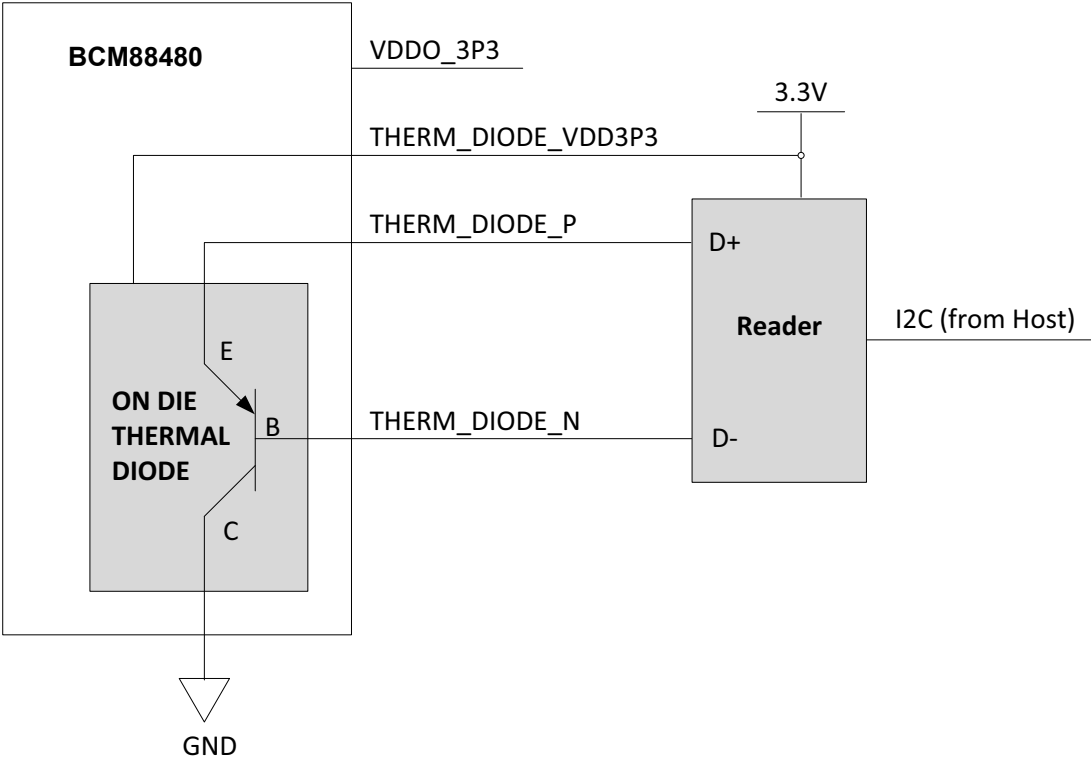 BCM88480
VDDO_3P3
3.3V
THERM_DIODE_VDD3P3
THERM_DIODE_P
D+
Reader
I2C (from Host)
E
ON DIE
THERMAL
DIODE
B
THERM_DIODE_N
D-
C
GND